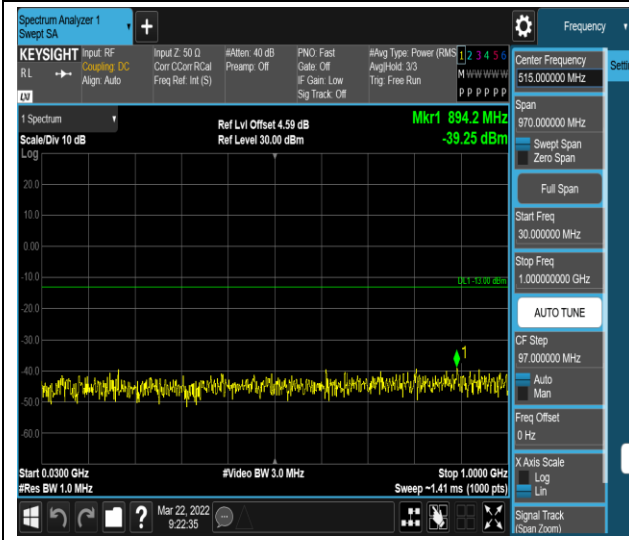 Spectrum Analyzer 1
Swept SA
Frequency
KEYSIGHT
RL
LXI
Input: RF
Coupling: DC
Align: Auto
Input Z: 50 Ω
Corr CCorr RCal
Freq Ref: Int (S)
#Atten: 40 dB
Preamp: Off
PNO: Fast
Gate: Off
IF Gain: Low
Sig Track: Off
#Avg Type: Power (RMS
Avg|Hold: 3/3
Trig: Free Run
1 2 3 4 5 6
M W W W W W
P P P P P P
1 Spectrum
Scale/Div 10 dB
Log
Ref Lvl Offset 4.59 dB
Ref Level 30.00 dBm
Mkr1 894.2 MHz
-39.25 dBm
20.0
10.0
0.00
-10.0
DL1 -13.00 dBm
-20.0
-30.0
1
-40.0
-50.0
-60.0
Start 0.0300 GHz
#Res BW 1.0 MHz
#Video BW 3.0 MHz
Stop 1.0000 GHz
Sweep ~1.41 ms (1000 pts)
?
Mar 22, 2022
9:22:35
Center Frequency
515.000000 MHz
Span
970.000000 MHz
Swept Span
Zero Span
Full Span
Start Freq
30.000000 MHz
Stop Freq
1.000000000 GHz
AUTO TUNE
CF Step
97.000000 MHz
Auto
Man
Freq Offset
0 Hz
X Axis Scale
Log
Lin
Signal Track
(Span Zoom)